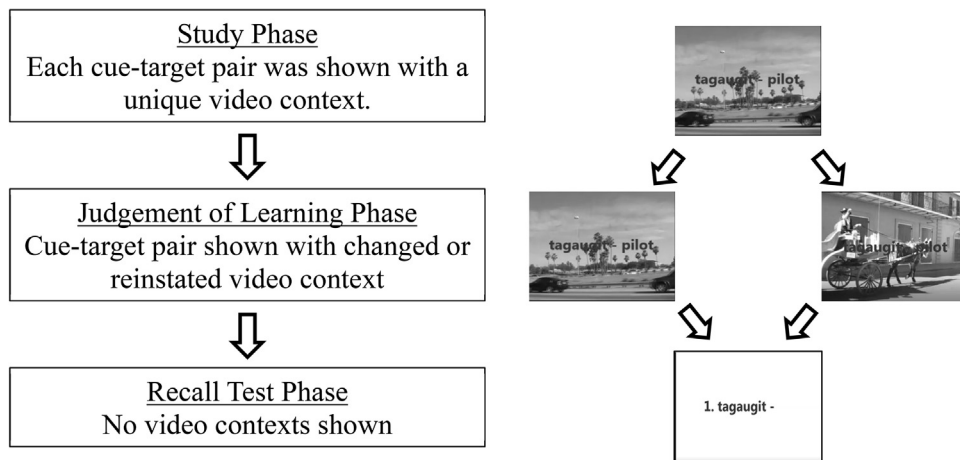 Study Phase
Each cue-target pair was shown with a
unique video context.
Judgement of Learning Phase
Cue-target pair shown with changed or
reinstated video context
Recall Test Phase
No video contexts shown
tagaugit - pilot
tagaugit - pilot
tagaugit - pilot
1. tagaugit -